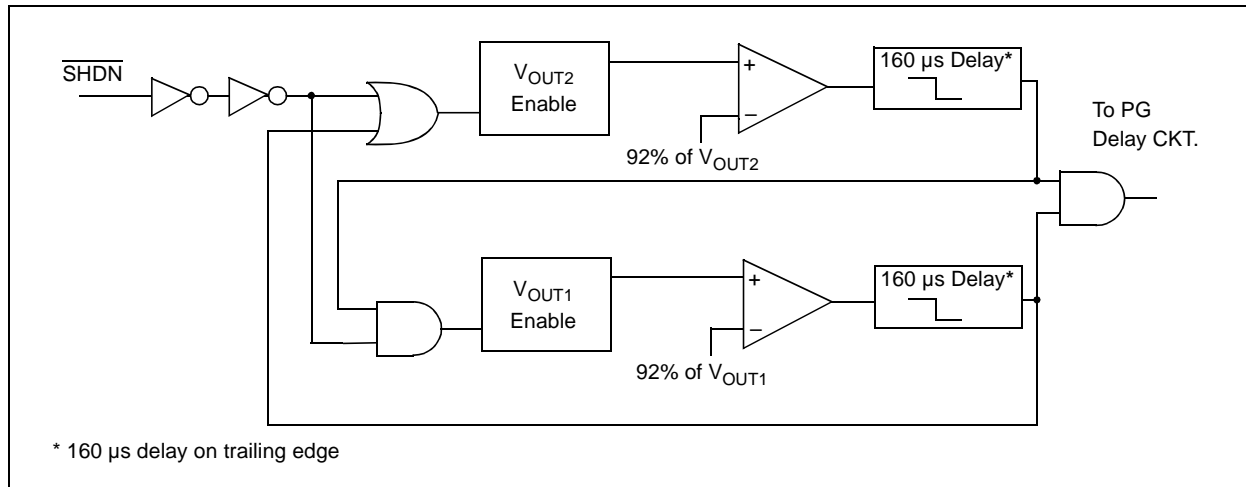 SHDN
VOUT2
Enable
+
−
92% of VOUT2
160 µs Delay*
To PG
Delay CKT.
VOUT1
Enable
+
−
92% of VOUT1
160 µs Delay*
* 160 µs delay on trailing edge